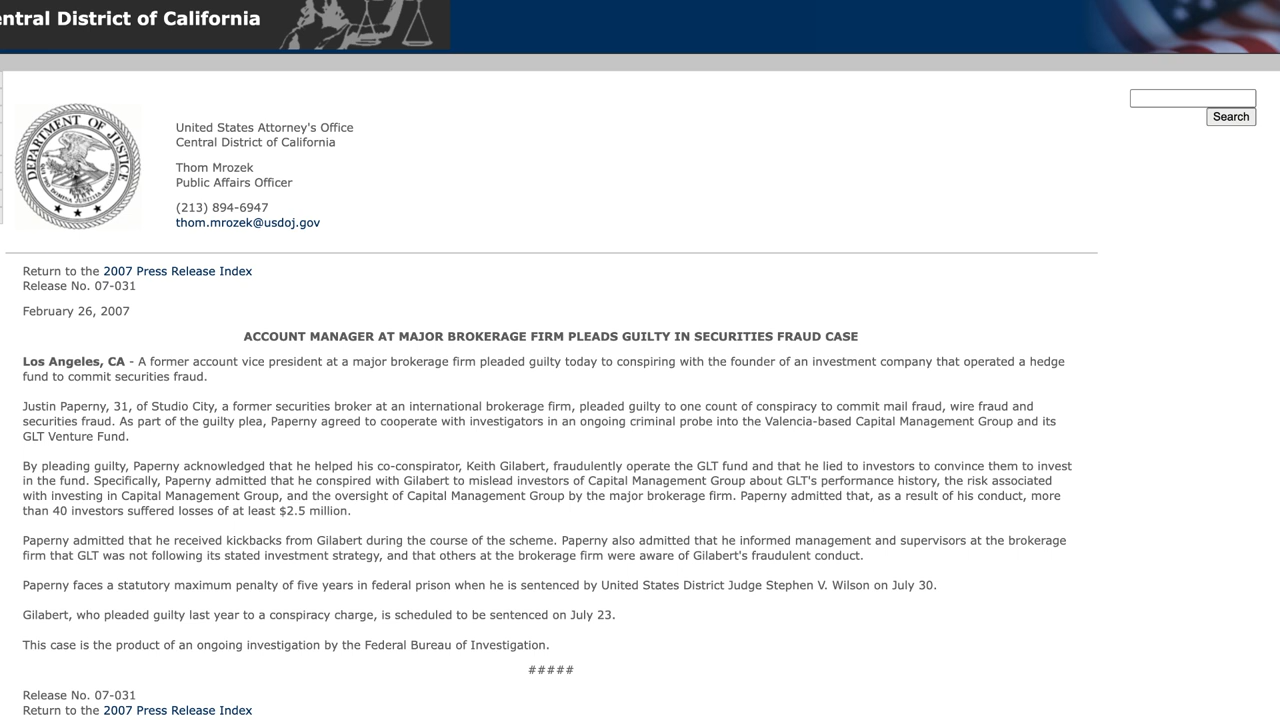 entral District of California
Search
DEPARTMENT OF JUSTICE
United States Attorney's Office
Central District of California
Thom Mrozek
Public Affairs Officer
(213) 894-6947
thom.mrozek@usdoj.gov
Return to the 2007 Press Release Index
Release No. 07-031
February 26, 2007
ACCOUNT MANAGER AT MAJOR BROKERAGE FIRM PLEADS GUILTY IN SECURITIES FRAUD CASE
Los Angeles, CA - A former account vice president at a major brokerage firm pleaded guilty today to conspiring with the founder of an investment company that operated a hedge
fund to commit securities fraud.
Justin Paperny, 31, of Studio City, a former securities broker at an international brokerage firm, pleaded guilty to one count of conspiracy to commit mail fraud, wire fraud and
securities fraud. As part of the guilty plea, Paperny agreed to cooperate with investigators in an ongoing criminal probe into the Valencia-based Capital Management Group and its
GLT Venture Fund.
By pleading guilty, Paperny acknowledged that he helped his co-conspirator, Keith Gilabert, fraudulently operate the GLT fund and that he lied to investors to convince them to invest
in the fund. Specifically, Paperny admitted that he conspired with Gilabert to mislead investors of Capital Management Group about GLT's performance history, the risk associated
with investing in Capital Management Group, and the oversight of Capital Management Group by the major brokerage firm. Paperny admitted that, as a result of his conduct, more
than 40 investors suffered losses of at least $2.5 million.
Paperny admitted that he received kickbacks from Gilabert during the course of the scheme. Paperny also admitted that he informed management and supervisors at the brokerage
firm that GLT was not following its stated investment strategy, and that others at the brokerage firm were aware of Gilabert's fraudulent conduct.
Paperny faces a statutory maximum penalty of five years in federal prison when he is sentenced by United States District Judge Stephen V. Wilson on July 30.
Gilabert, who pleaded guilty last year to a conspiracy charge, is scheduled to be sentenced on July 23.
This case is the product of an ongoing investigation by the Federal Bureau of Investigation.
#####
Release No. 07-031
Return to the 2007 Press Release Index